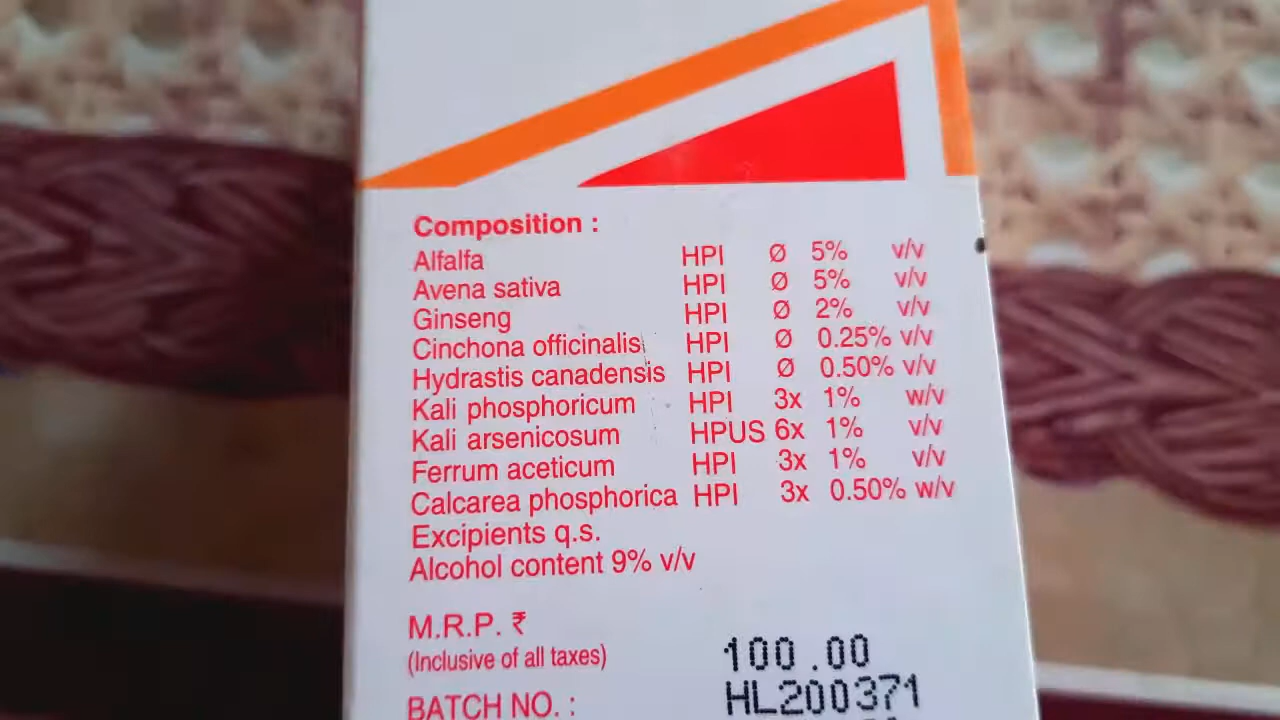 Composition :
Alfalfa HPI Ø 5% v/v
Avena sativa HPI Ø 5% v/v
Ginseng HPI Ø 2% v/v
Cinchona officinalis HPI Ø 0.25% v/v
Hydrastis canadensis HPI Ø 0.50% v/v
Kali phosphoricum HPI 3x 1% w/v
Kali arsenicosum HPUS 6x 1% v/v
Ferrum aceticum HPI 3x 1% v/v
Calcarea phosphorica HPI 3x 0.50% w/v
Excipients q.s.
Alcohol content 9% v/v
M.R.P. ₹
(Inclusive of all taxes) 100.00
BATCH NO. : HL200371